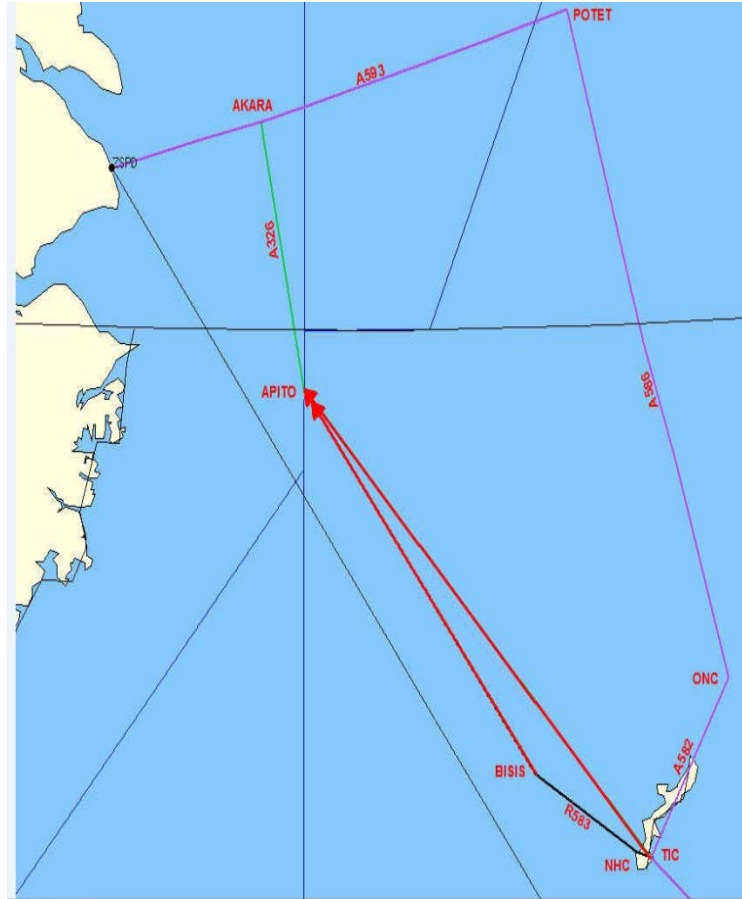 POTET
A593
AKARA
ZSPD
A326
APITO
A586
ONC
A582
BISIS
R583
NHC
TIC